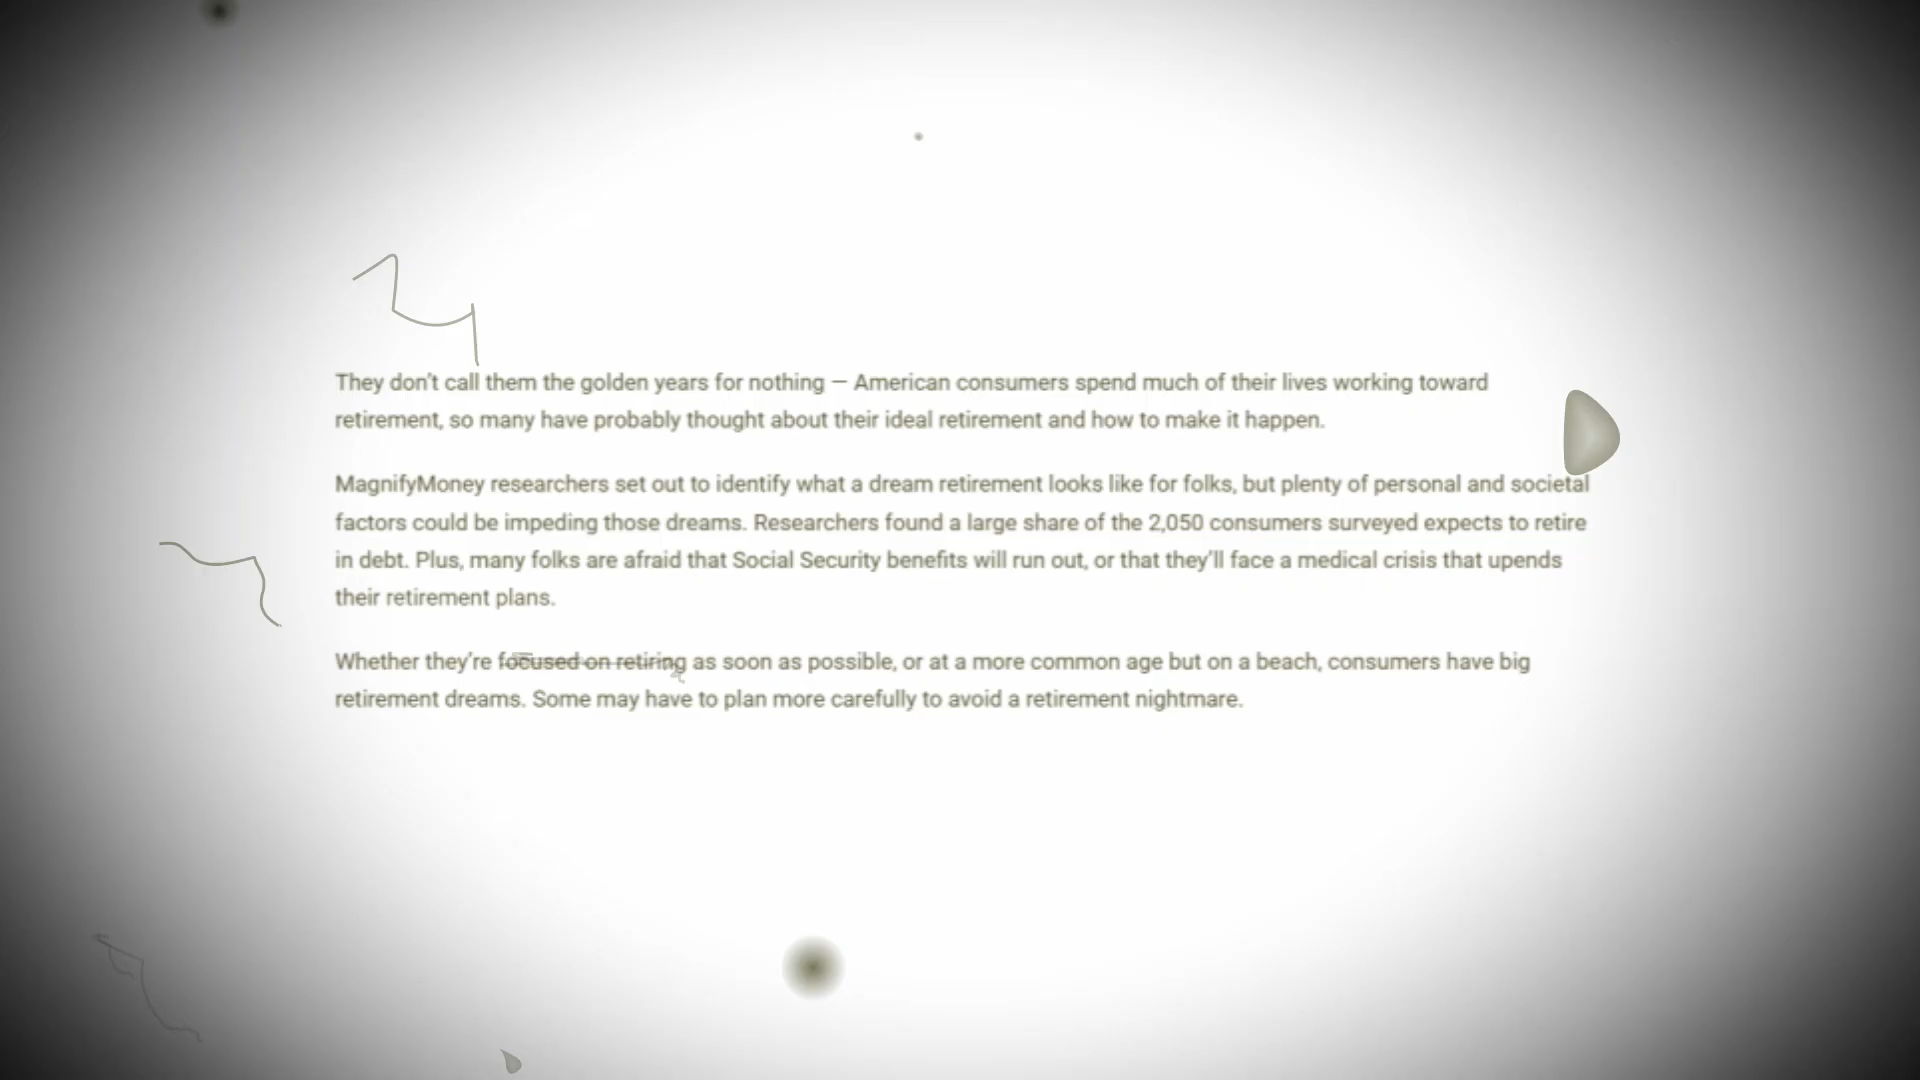 They don't call them the golden years for nothing — American consumers spend much of their lives working toward
retirement, so many have probably thought about their ideal retirement and how to make it happen.
MagnifyMoney researchers set out to identify what a dream retirement looks like for folks, but plenty of personal and societal
factors could be impeding those dreams. Researchers found a large share of the 2,050 consumers surveyed expects to retire
in debt. Plus, many folks are afraid that Social Security benefits will run out, or that they'll face a medical crisis that upends
their retirement plans.
Whether they're focused on retiring as soon as possible, or at a more common age but on a beach, consumers have big
retirement dreams. Some may have to plan more carefully to avoid a retirement nightmare.